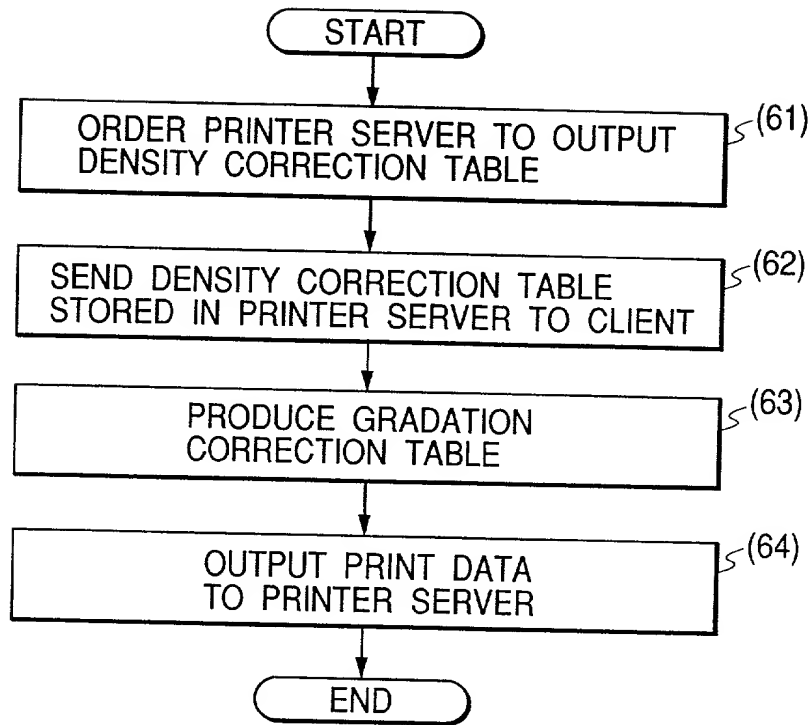 START
ORDER PRINTER SERVER TO OUTPUT
DENSITY CORRECTION TABLE
(61)
SEND DENSITY CORRECTION TABLE
STORED IN PRINTER SERVER TO CLIENT
(62)
PRODUCE GRADATION
CORRECTION TABLE
(63)
OUTPUT PRINT DATA
TO PRINTER SERVER
(64)
END